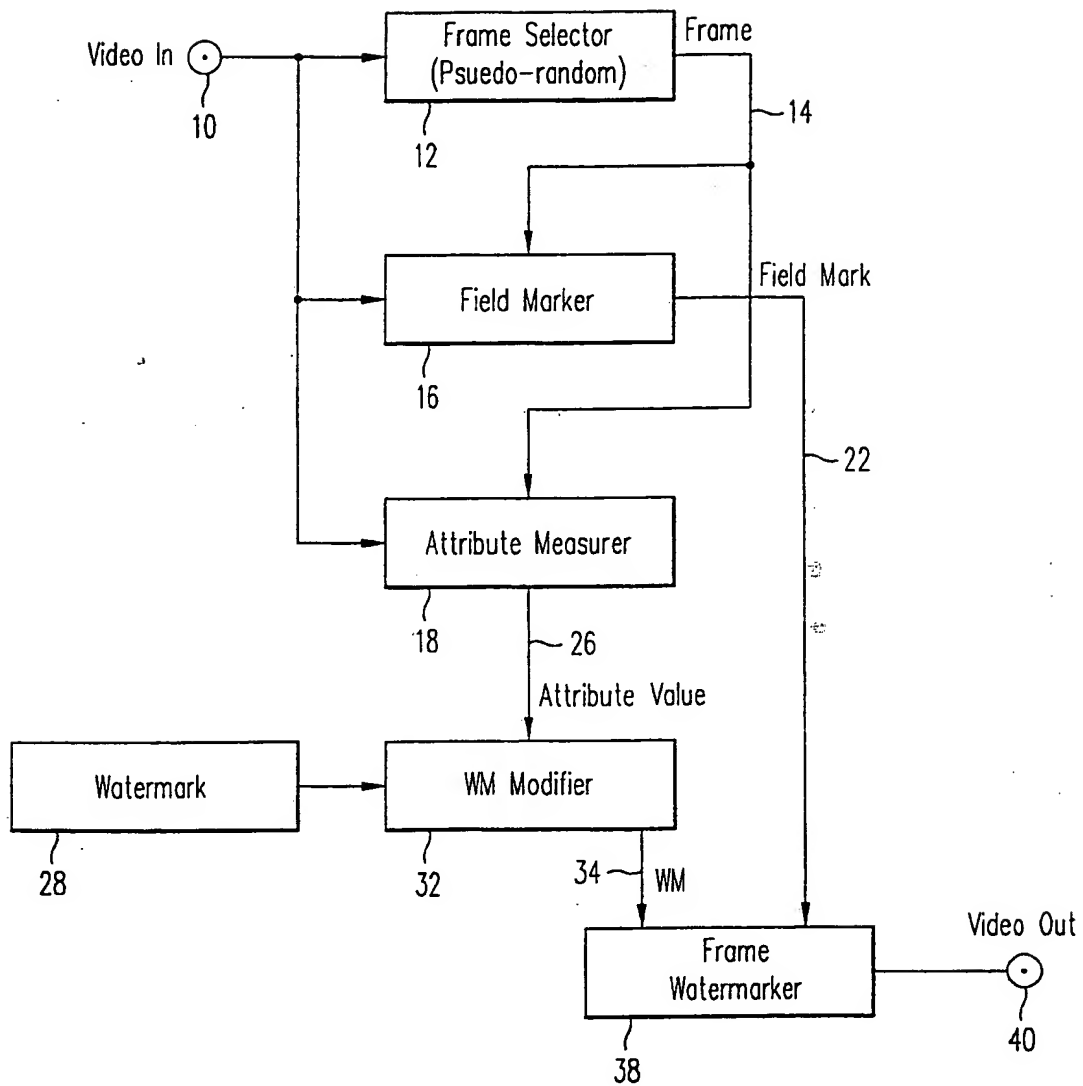 Frame Selector
(Psuedo-random)
Frame
Video In
10
12
14
Field Marker
Field Mark
16
22
Attribute Measurer
18
26
Attribute Value
Watermark
WM Modifier
28
32
34
WM
Frame
Watermarker
Video Out
38
40